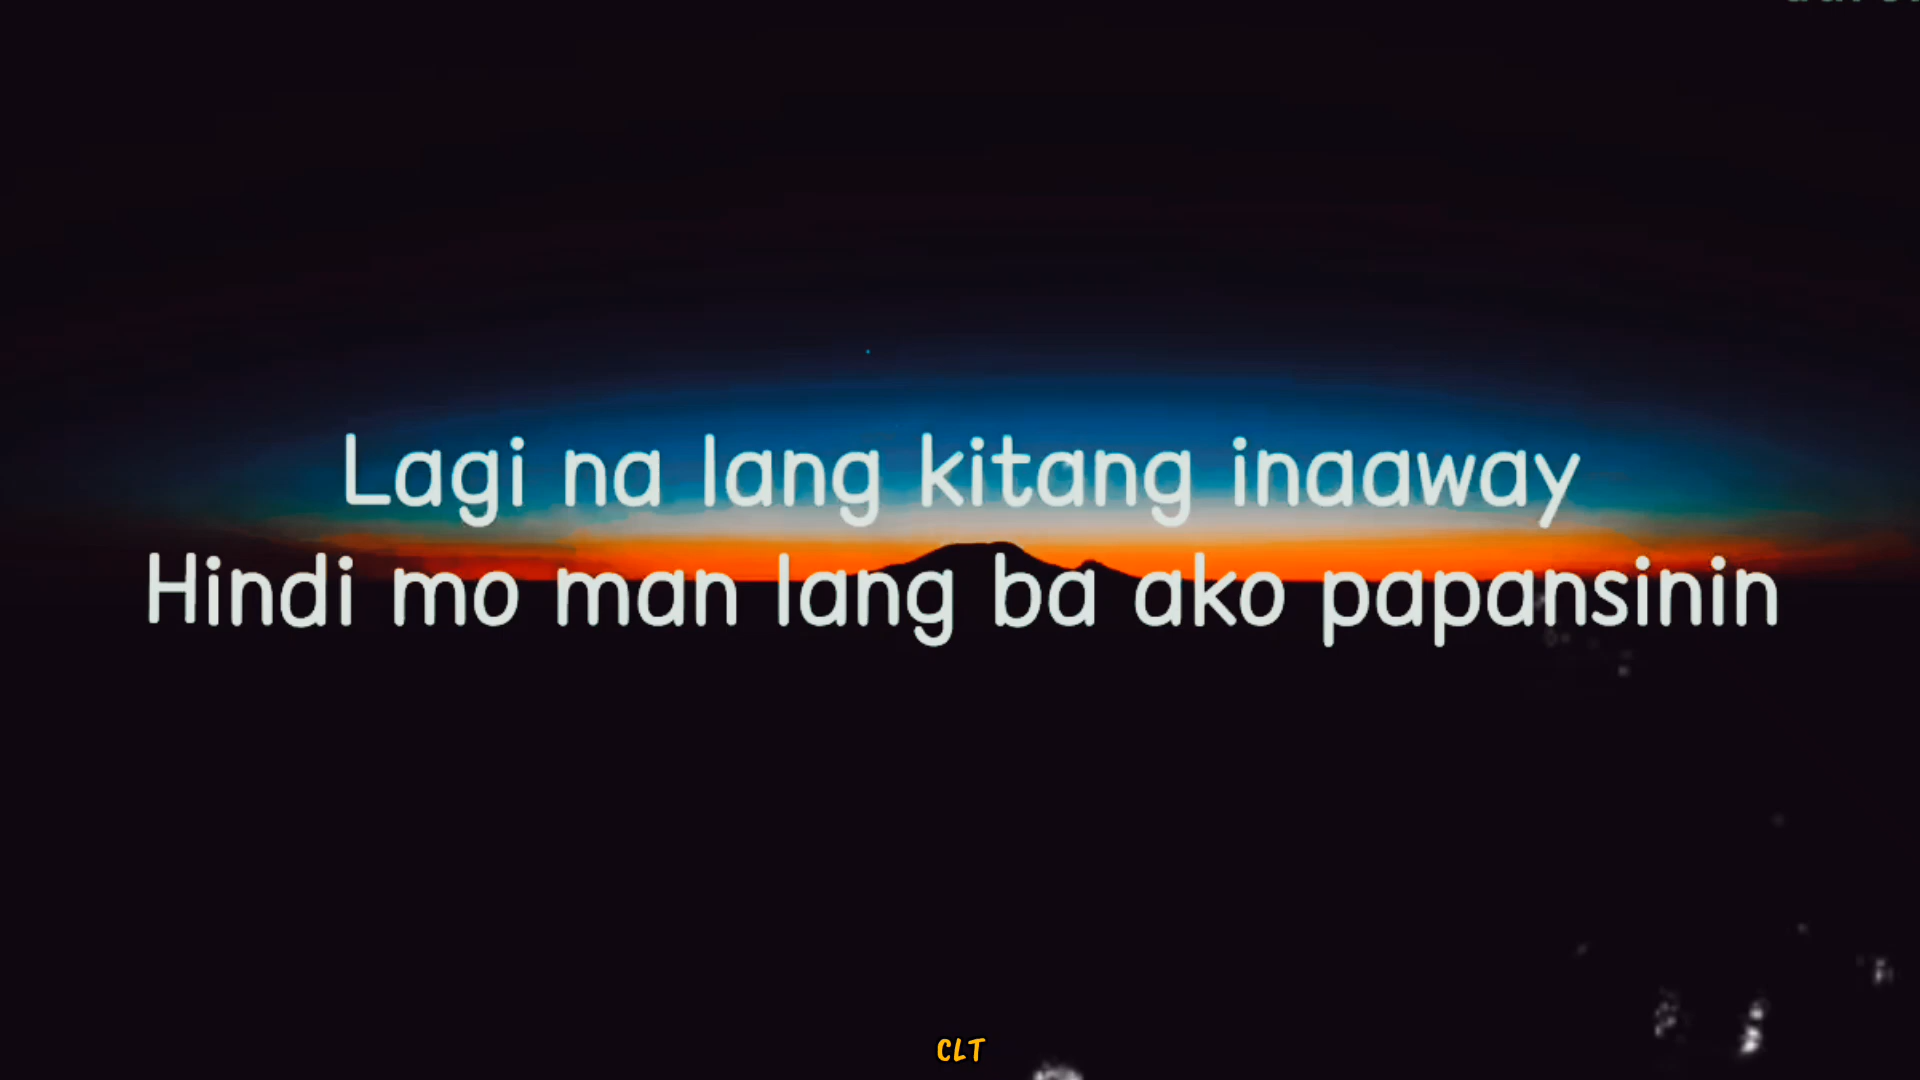 Lagi na lang kitang inaaway
Hindi mo man lang ba ako papansinin
CLT